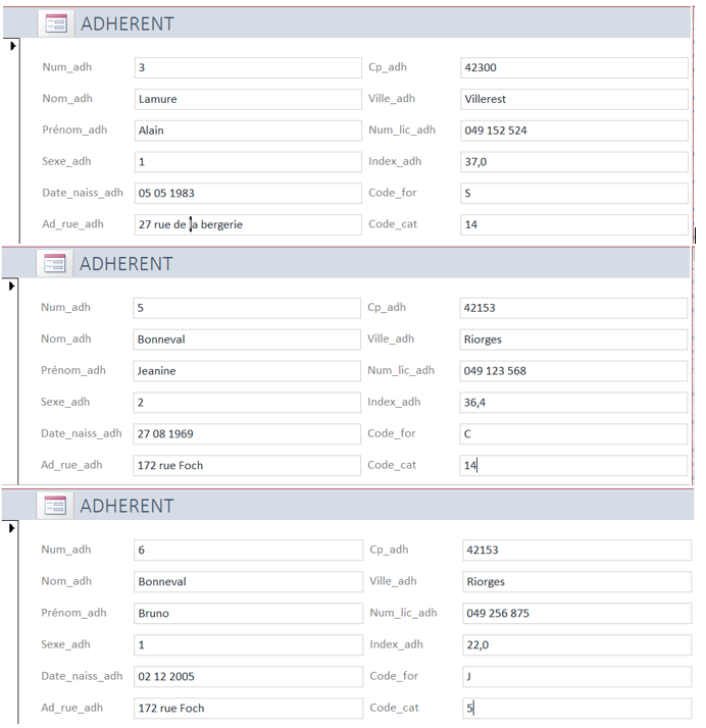 ADHERENT
Num_adh 3 Cp_adh 42300
Nom_adh Lamure Ville_adh Villerest
Prénom_adh Alain Num_lic_adh 049 152 524
Sexe_adh 1 Index_adh 37,0
Date_naiss_adh 05 05 1983 Code_for S
Ad_rue_adh 27 rue de la bergerie Code_cat 14
ADHERENT
Num_adh 5 Cp_adh 42153
Nom_adh Bonneval Ville_adh Riorges
Prénom_adh Jeanine Num_lic_adh 049 123 568
Sexe_adh 2 Index_adh 36,4
Date_naiss_adh 27 08 1969 Code_for C
Ad_rue_adh 172 rue Foch Code_cat 14
ADHERENT
Num_adh 6 Cp_adh 42153
Nom_adh Bonneval Ville_adh Riorges
Prénom_adh Bruno Num_lic_adh 049 256 875
Sexe_adh 1 Index_adh 22,0
Date_naiss_adh 02 12 2005 Code_for J
Ad_rue_adh 172 rue Foch Code_cat 5